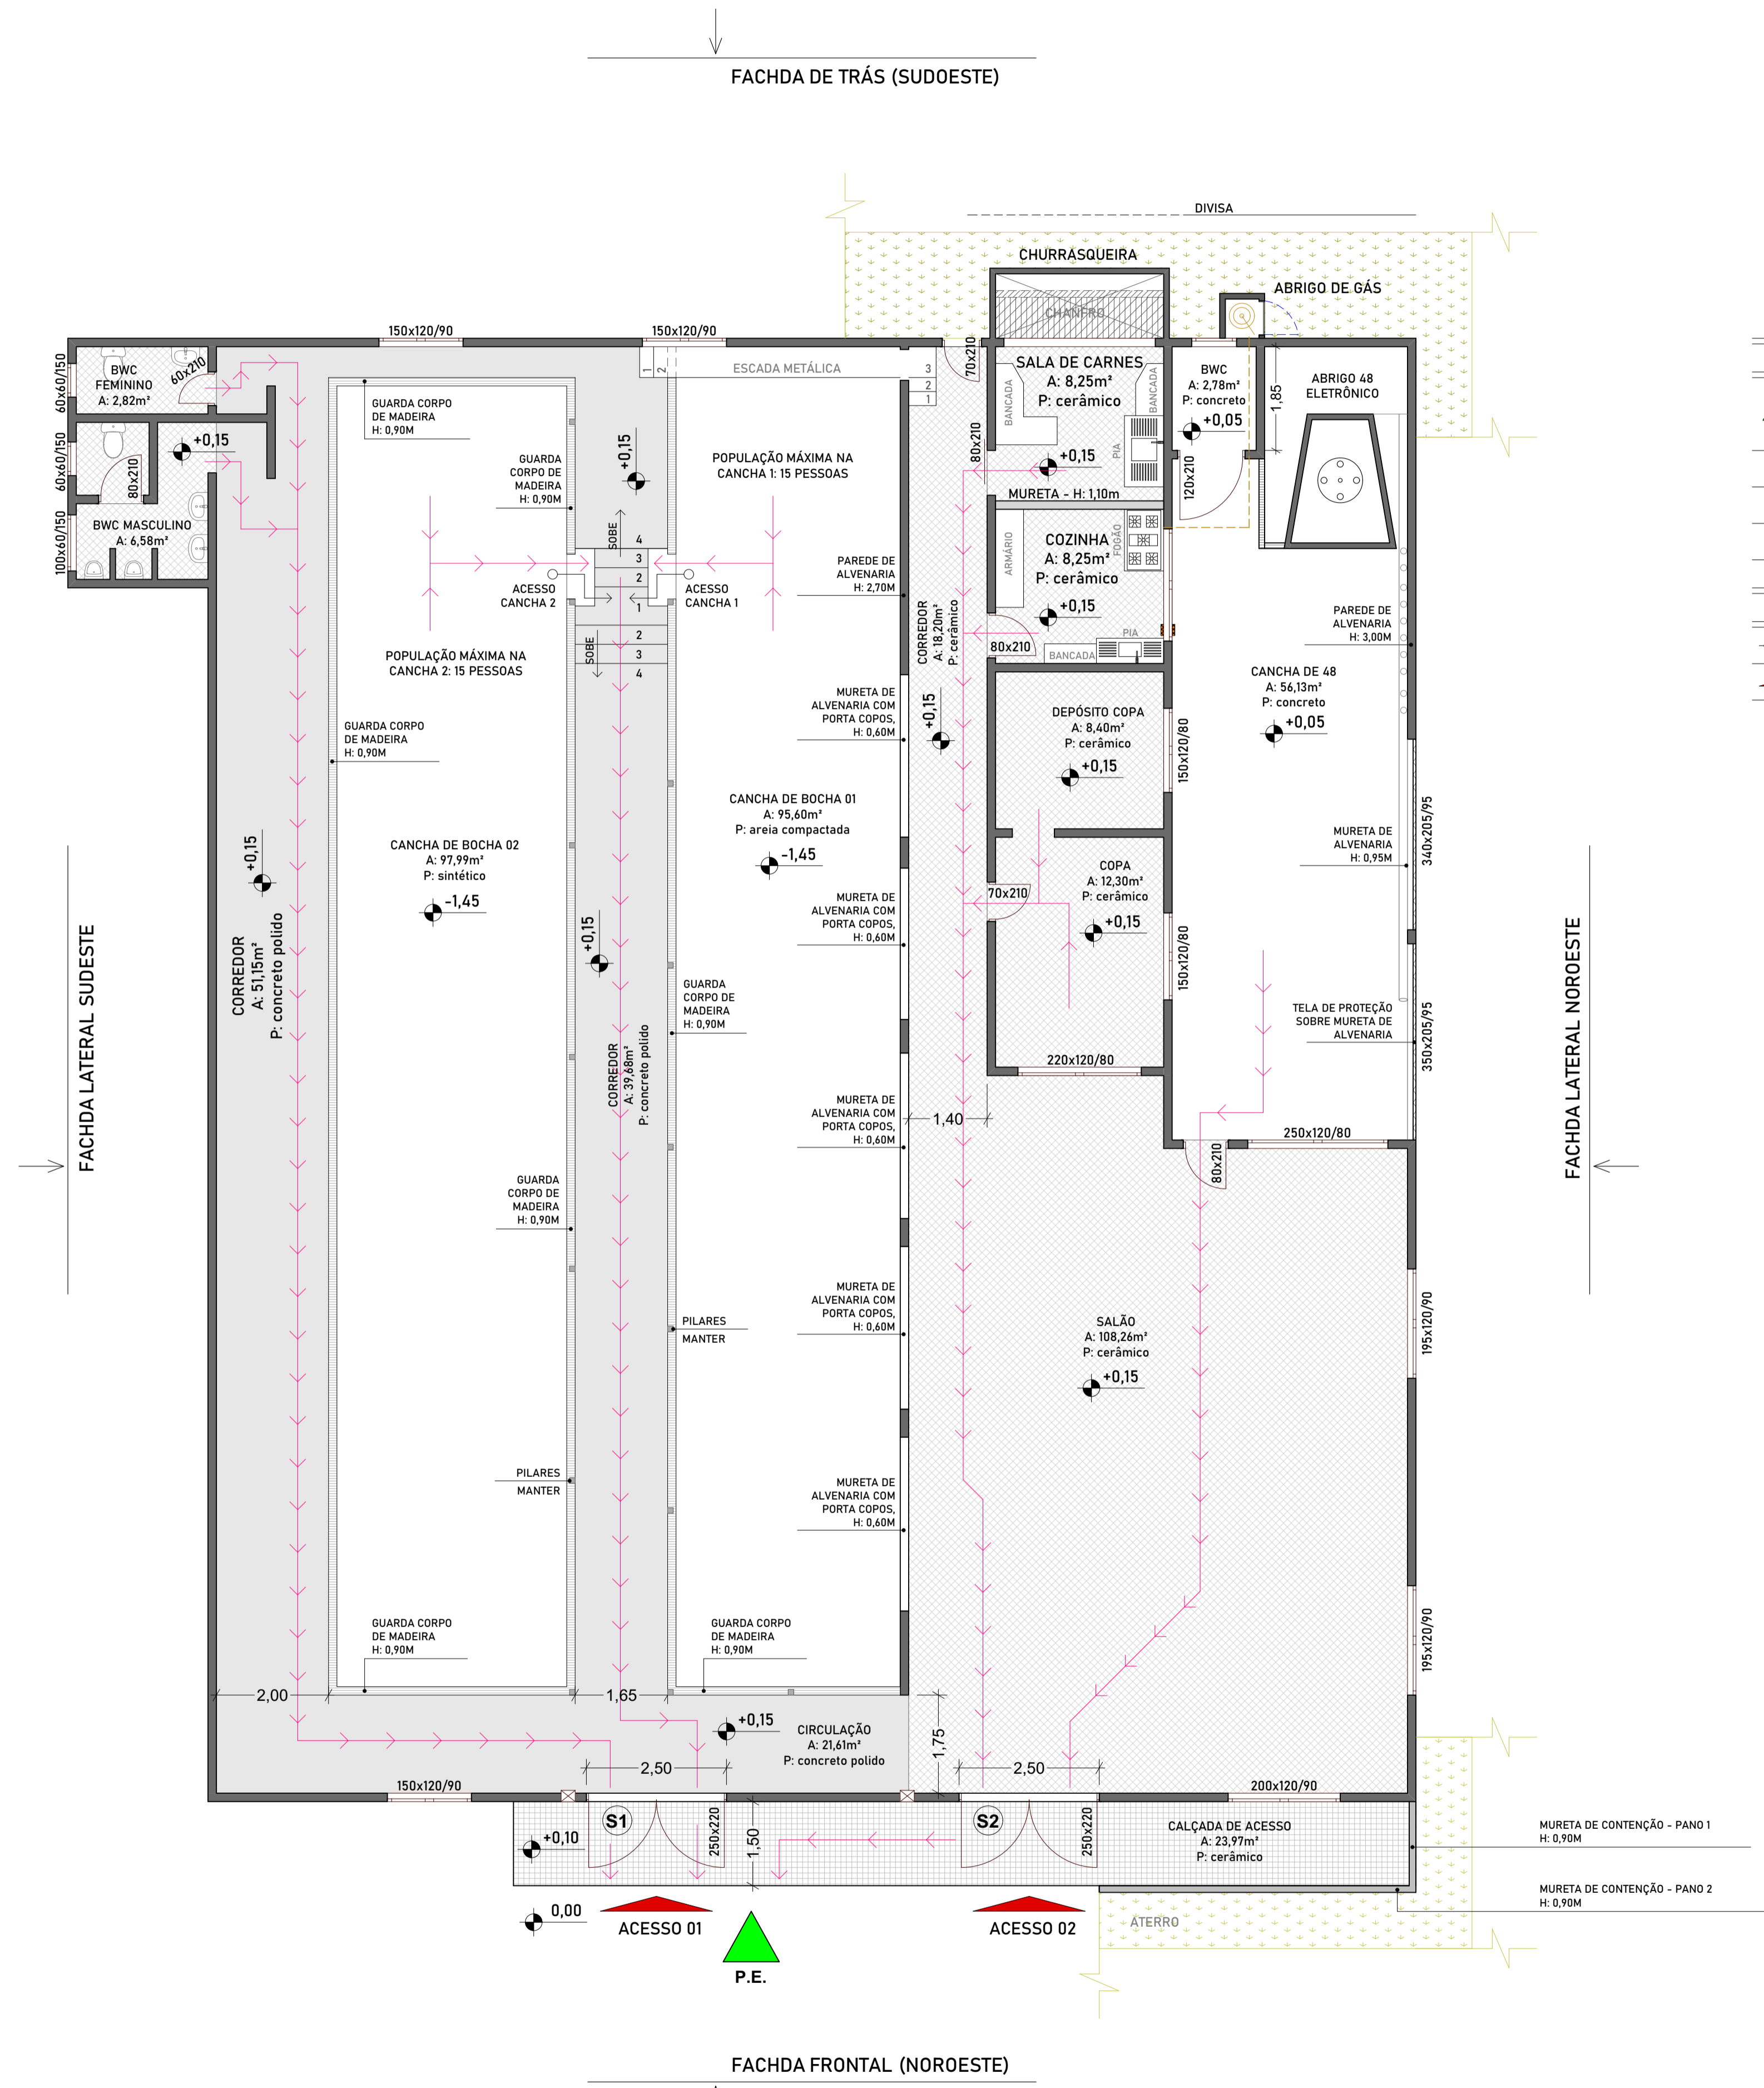 FACHDA DE TRÁS (SUDOESTE)
DIVISA
CHURRASQUEIRA
ABRIGO DE GÁS
CHANFRO
150x120/90
150x120/90
60x60/150
BWC
FEMININO
A: 2,82m²
60x210
1
2
ESCADA METÁLICA
3
2
1
70x210
SALA DE CARNES
A: 8,25m²
P: cerâmico
BANCADA
BANCADA
PIA
BWC
A: 2,78m²
P: concreto
+0,05
1,85
ABRIGO 48
ELETRÔNICO
GUARDA CORPO
DE MADEIRA
H: 0,90M
60x60/150
+0,15
80x210
GUARDA
CORPO DE
MADEIRA
H: 0,90M
+0,15
POPULAÇÃO MÁXIMA NA
CANCHA 1: 15 PESSOAS
80x210
+0,15
120x210
MURETA - H: 1,10m
100x60/150
BWC MASCULINO
A: 6,58m²
SOBE
4
3
2
1
2
3
4
SOBE
ACESSO
CANCHA 2
ACESSO
CANCHA 1
PAREDE DE
ALVENARIA
H: 2,70M
ARMÁRIO
COZINHA
A: 8,25m²
P: cerâmico
FOGÃO
+0,15
CORREDOR
A: 18,20m²
P: cerâmico
80x210
PIA
BANCADA
PAREDE DE
ALVENARIA
H: 3,00M
POPULAÇÃO MÁXIMA NA
CANCHA 2: 15 PESSOAS
CANCHA DE 48
A: 56,13m²
P: concreto
+0,05
MURETA DE
ALVENARIA COM
PORTA COPOS,
H: 0,60M
+0,15
DEPÓSITO COPA
A: 8,40m²
P: cerâmico
+0,15
150x120/80
GUARDA CORPO
DE MADEIRA
H: 0,90M
CANCHA DE BOCHA 01
A: 95,60m²
P: areia compactada
-1,45
340x205/95
MURETA DE
ALVENARIA
H: 0,95M
CANCHA DE BOCHA 02
A: 97,99m²
P: sintético
-1,45
+0,15
COPA
A: 12,30m²
P: cerâmico
70x210
+0,15
MURETA DE
ALVENARIA COM
PORTA COPOS,
H: 0,60M
CORREDOR
A: 51,15m²
P: concreto polido
+0,15
150x120/80
FACHDA LATERAL SUDESTE
FACHDA LATERAL NOROESTE
GUARDA
CORPO DE
MADEIRA
H: 0,90M
TELA DE PROTEÇÃO
SOBRE MURETA DE
ALVENARIA
350x205/95
CORREDOR
A: 39,68m²
P: concreto polido
220x120/80
MURETA DE
ALVENARIA COM
PORTA COPOS,
H: 0,60M
1,40
250x120/80
80x210
GUARDA
CORPO DE
MADEIRA
H: 0,90M
MURETA DE
ALVENARIA COM
PORTA COPOS,
H: 0,60M
PILARES
MANTER
SALÃO
A: 108,26m²
P: cerâmico
+0,15
195x120/90
PILARES
MANTER
MURETA DE
ALVENARIA COM
PORTA COPOS,
H: 0,60M
GUARDA CORPO
DE MADEIRA
H: 0,90M
GUARDA CORPO
DE MADEIRA
H: 0,90M
195x120/90
2,00
1,65
+0,15
CIRCULAÇÃO
A: 21,61m²
P: concreto polido
1,75
2,50
2,50
150x120/90
200x120/90
S1
250x220
1,50
S2
250x220
CALÇADA DE ACESSO
A: 23,97m²
P: cerâmico
+0,10
MURETA DE CONTENÇÃO - PANO 1
H: 0,90M
MURETA DE CONTENÇÃO - PANO 2
H: 0,90M
0,00
ACESSO 01
ACESSO 02
ATERRO
P.E.
FACHDA FRONTAL (NOROESTE)